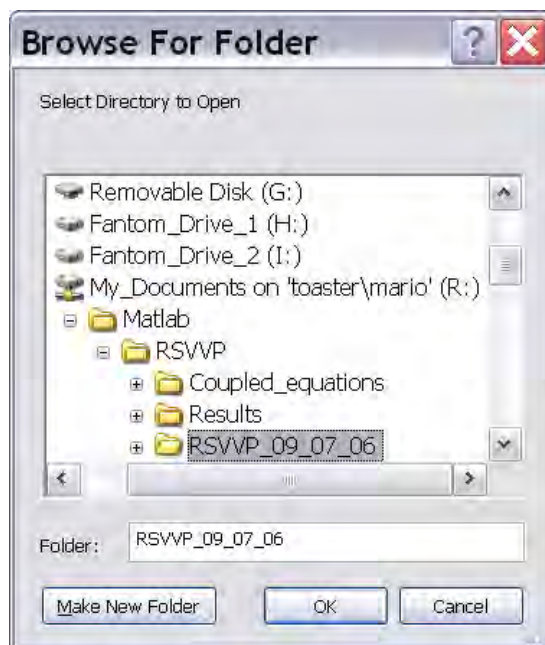 Browse For Folder
Select Directory to Open
Removable Disk (G:)
Fantom_Drive_1 (H:)
Fantom_Drive_2 (I:)
My_Documents on 'toaster\mario' (R:)
Matlab
RSVVP
Coupled_equations
Results
RSVVP_09_07_06
Folder: RSVVP_09_07_06
Make New Folder OK Cancel